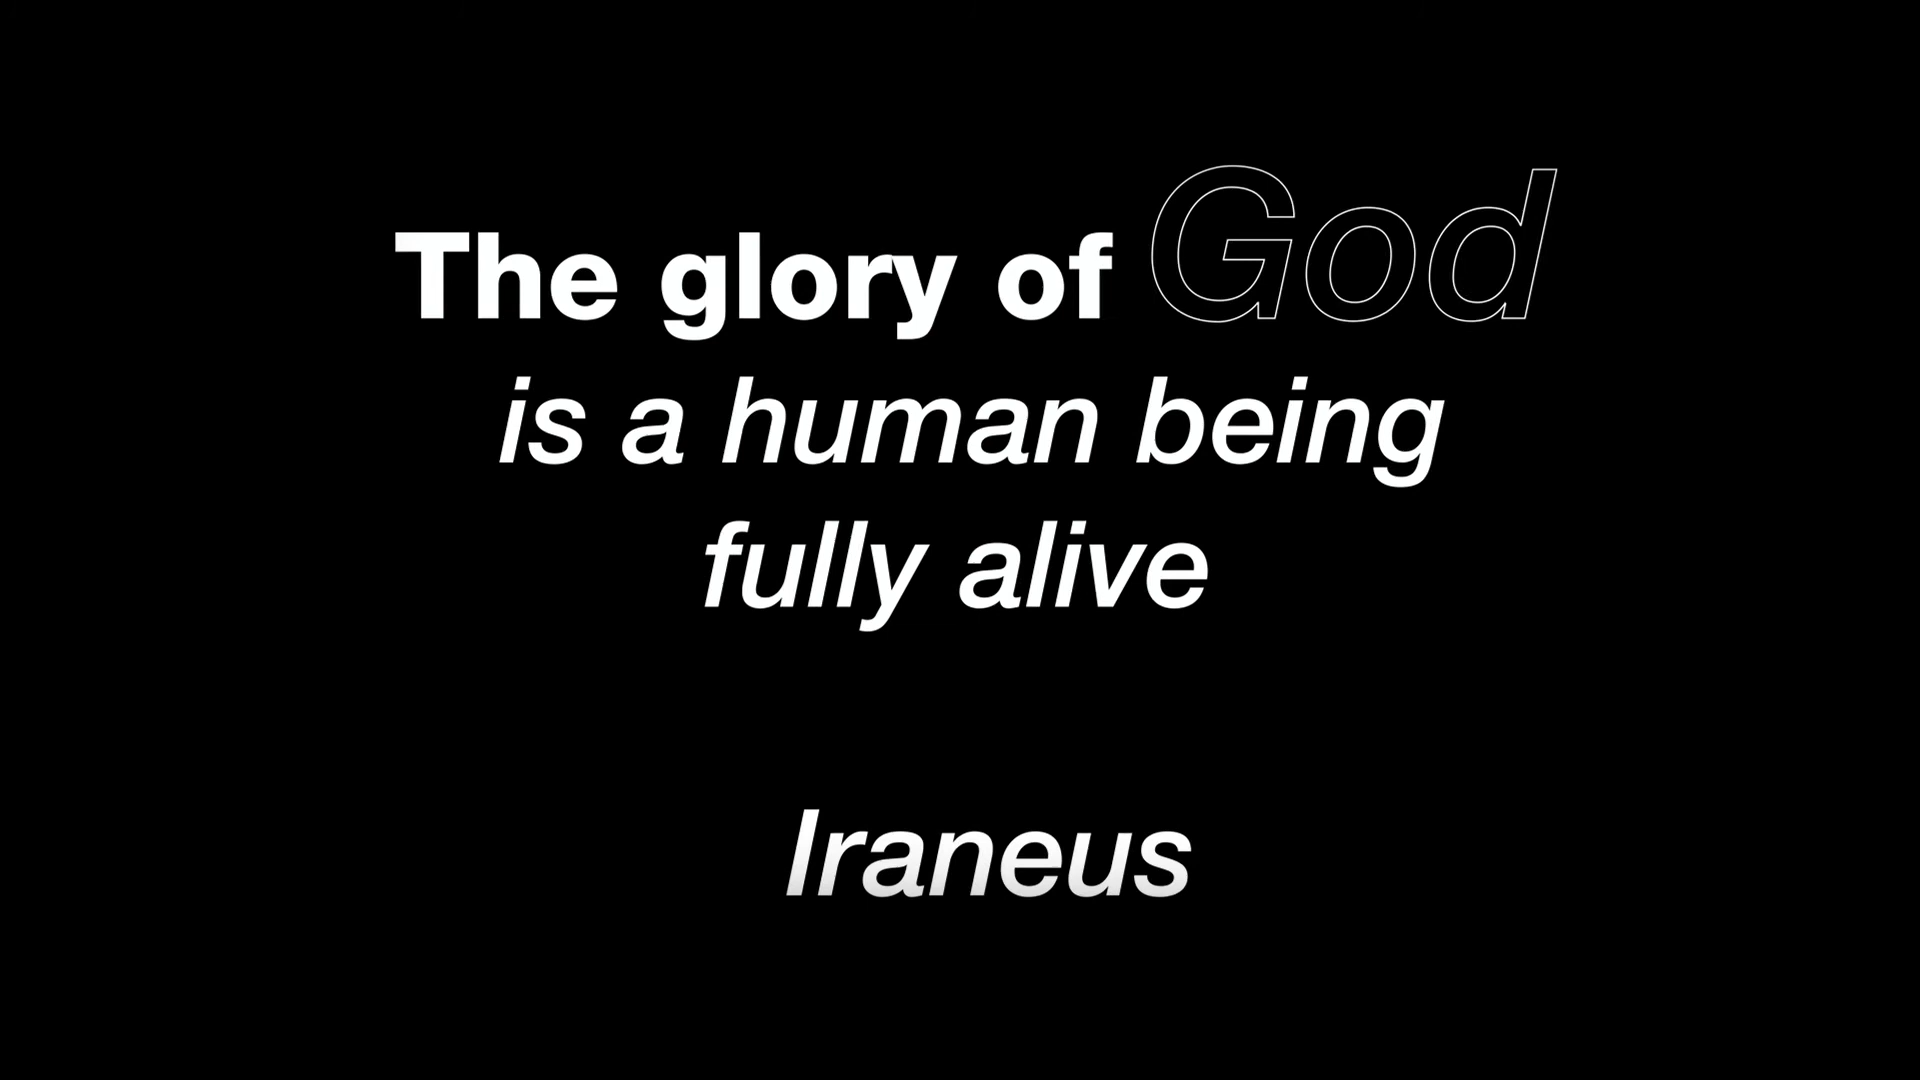 The glory of God
is a human being
fully alive
Iraneus